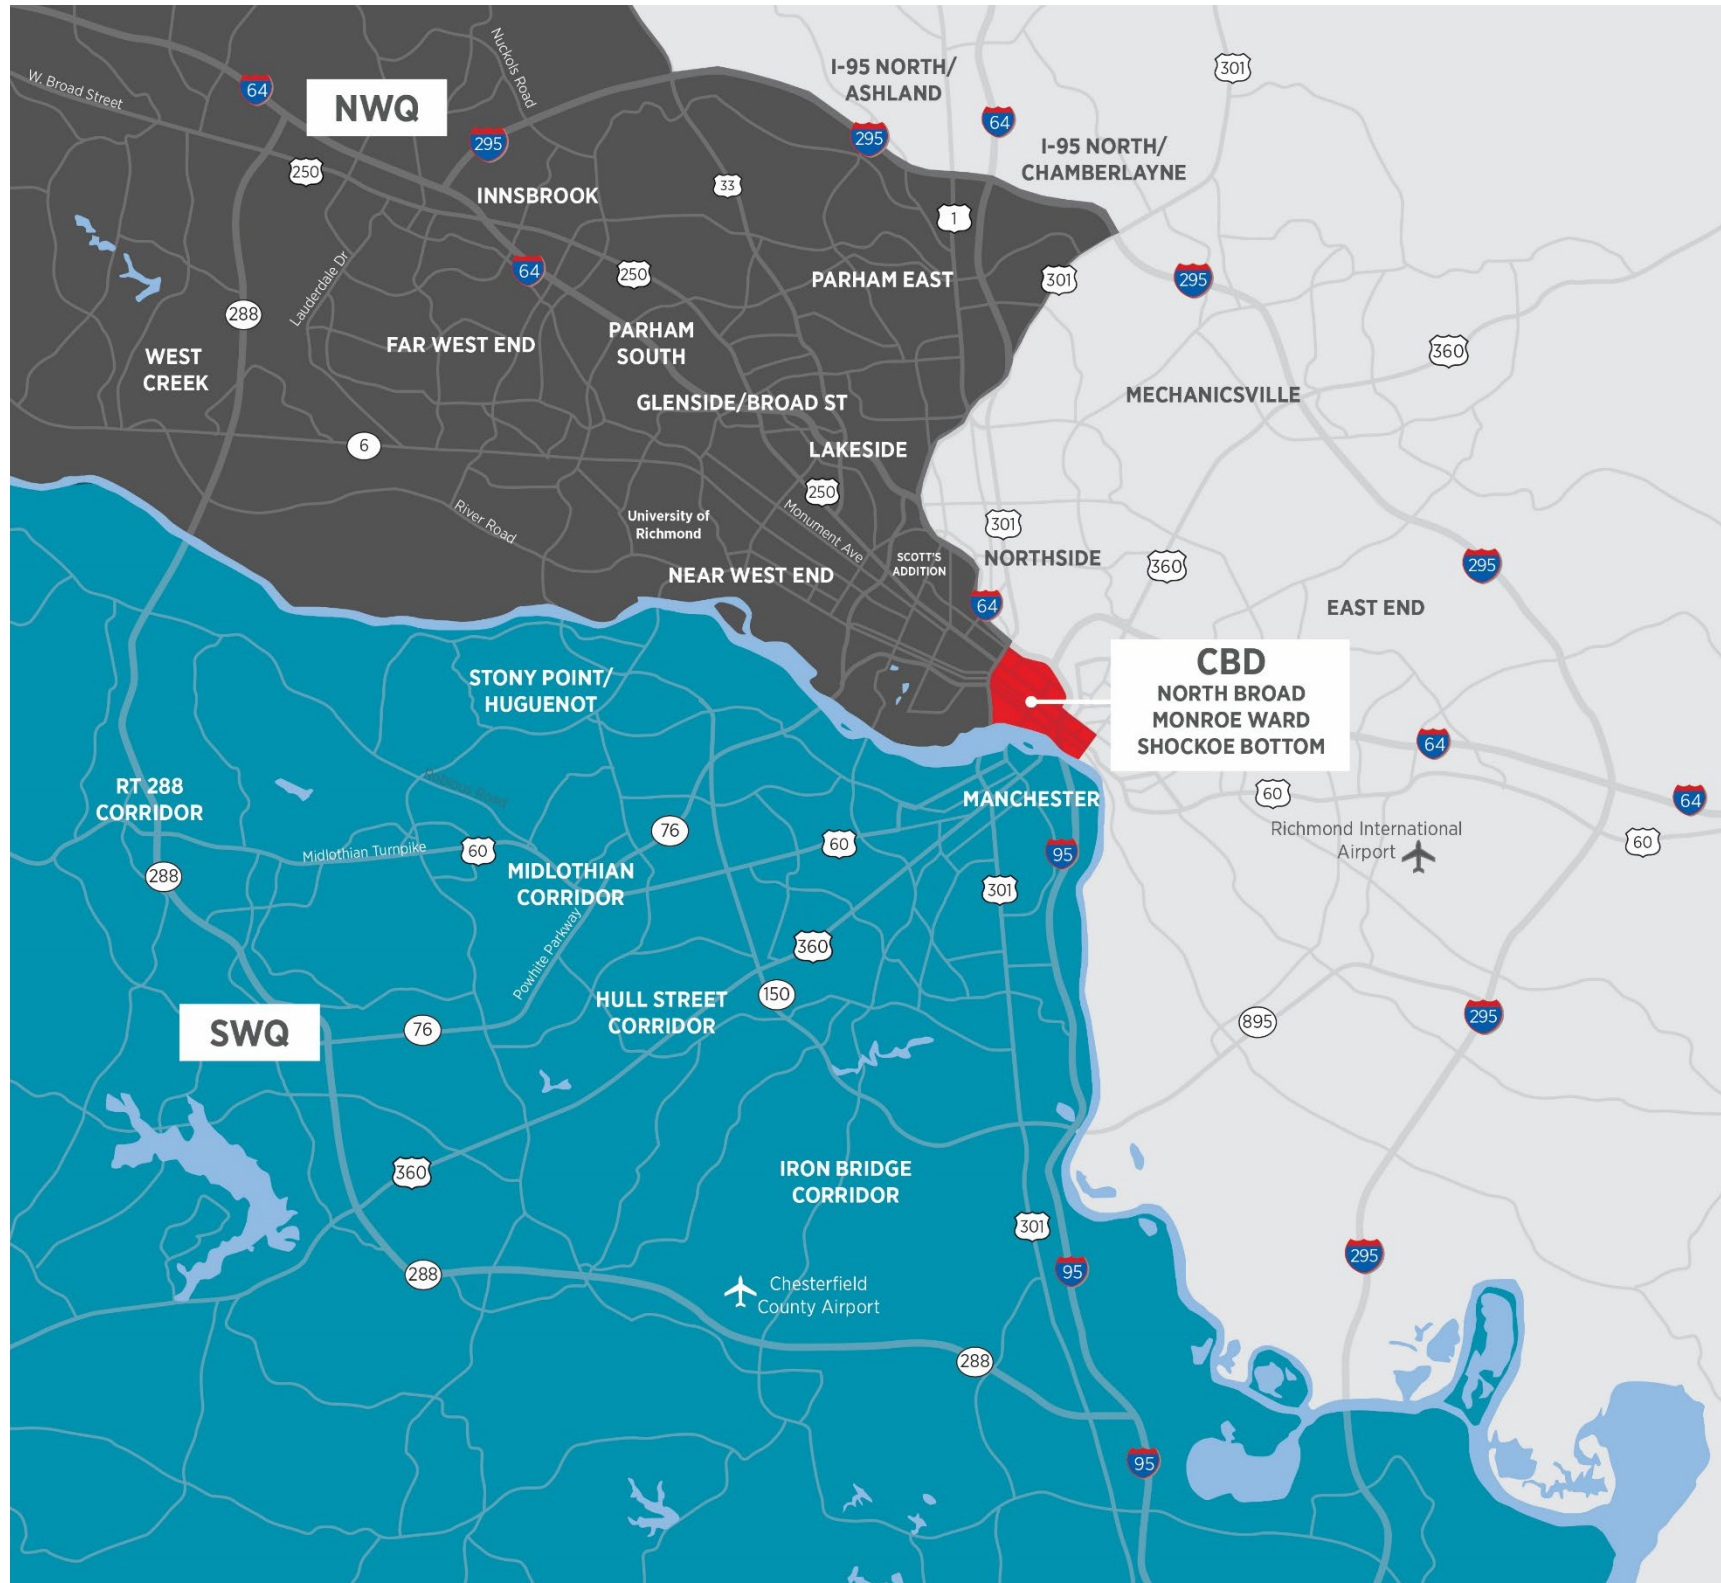 Nuckols Road
301
I-95 NORTH/
ASHLAND
W. Broad Street
64
NWQ
64
295
295
I-95 NORTH/
CHAMBERLAYNE
250
33
INNSBROOK
1
64
250
PARHAM EAST
301
295
Lauderdale Dr
288
FAR WEST END
PARHAM
SOUTH
WEST
CREEK
360
MECHANICSVILLE
GLENSIDE/BROAD ST
6
LAKESIDE
250
River Road
University of
Richmond
Monument Ave
301
SCOTT'S
ADDITION
NORTHSIDE
360
295
NEAR WEST END
64
EAST END
CBD
NORTH BROAD
MONROE WARD
SHOCKOE BOTTOM
STONY POINT/
HUGUENOT
64
RT 288
CORRIDOR
MANCHESTER
60
64
76
Richmond International
Airport
60
Midlothian Turnpike
60
60
95
288
MIDLOTHIAN
CORRIDOR
301
Powhite Parkway
360
HULL STREET
CORRIDOR
150
SWQ
76
895
295
360
IRON BRIDGE
CORRIDOR
301
295
288
95
Chesterfield
County Airport
288
95